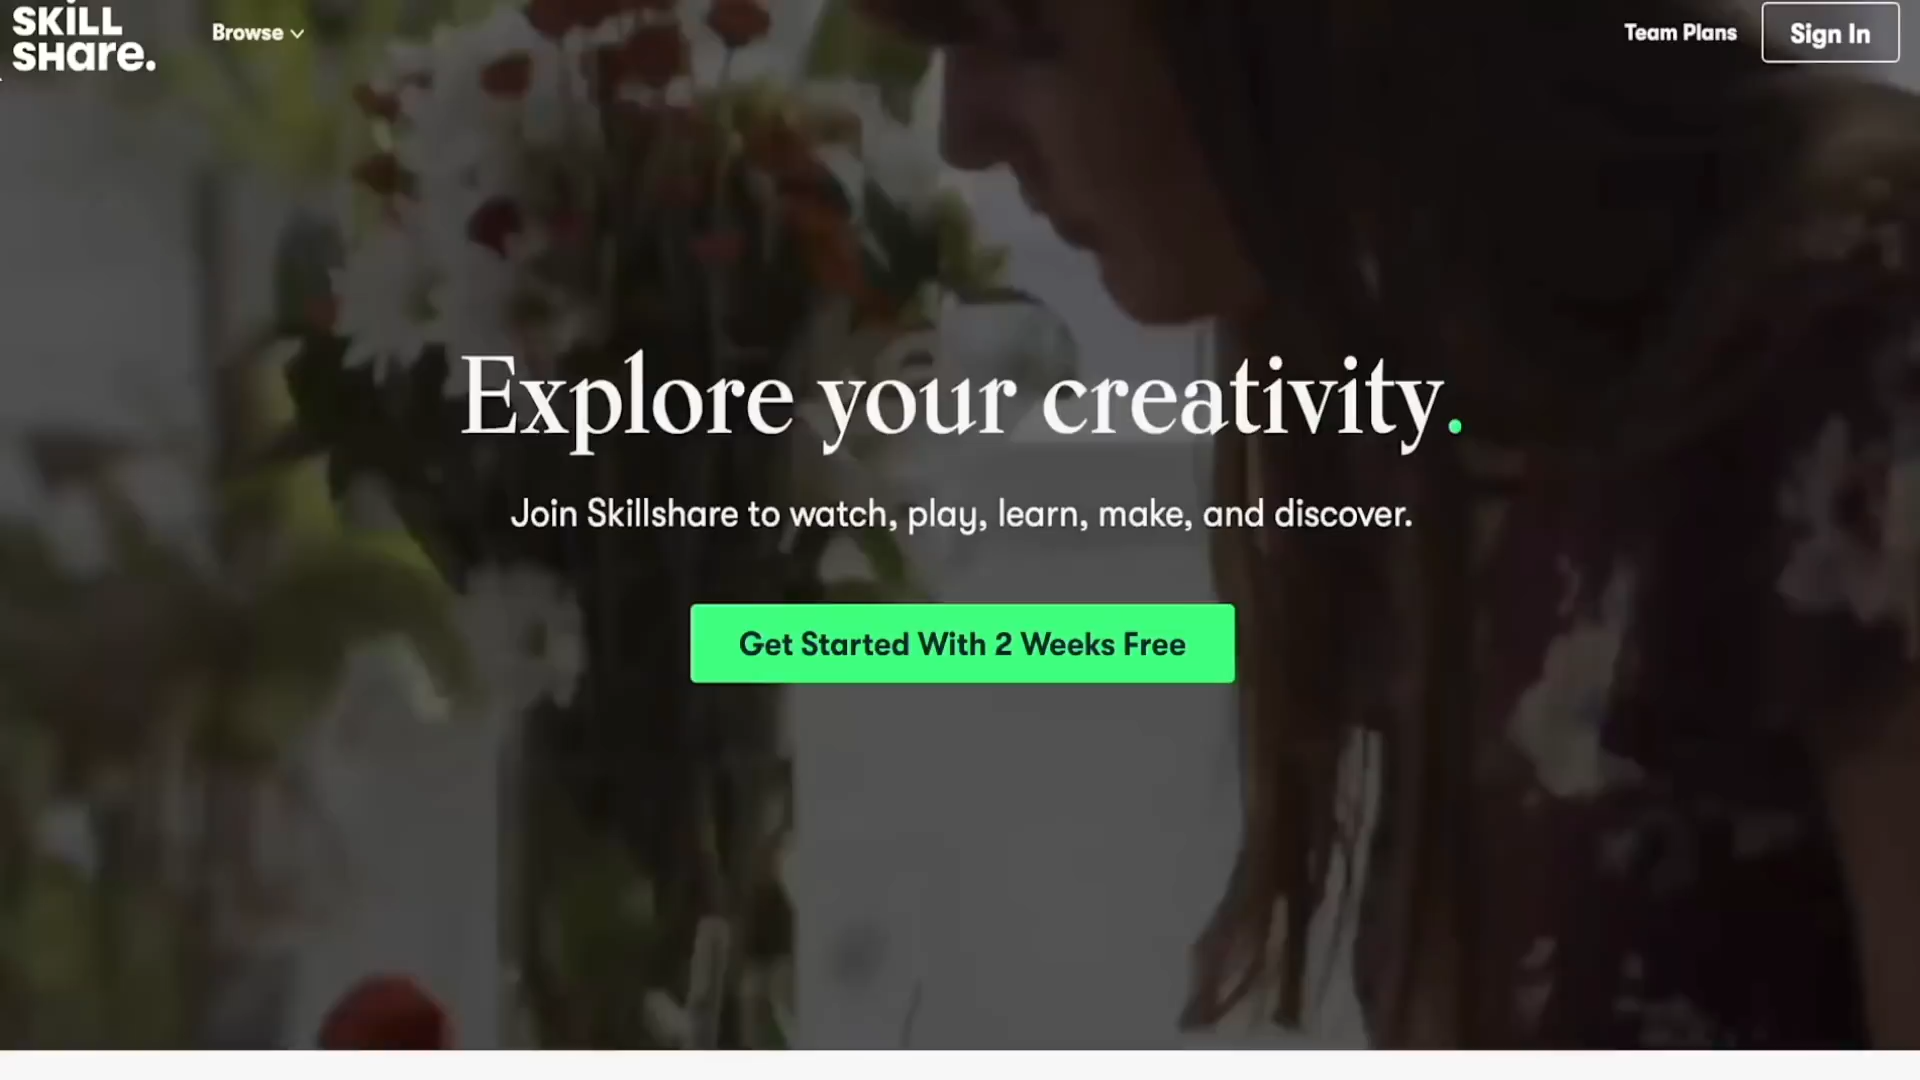 SKILL
SHare.
Browse
Team Plans
Sign In
Explore your creativity.
Join Skillshare to watch, play, learn, make, and discover.
Get Started With 2 Weeks Free